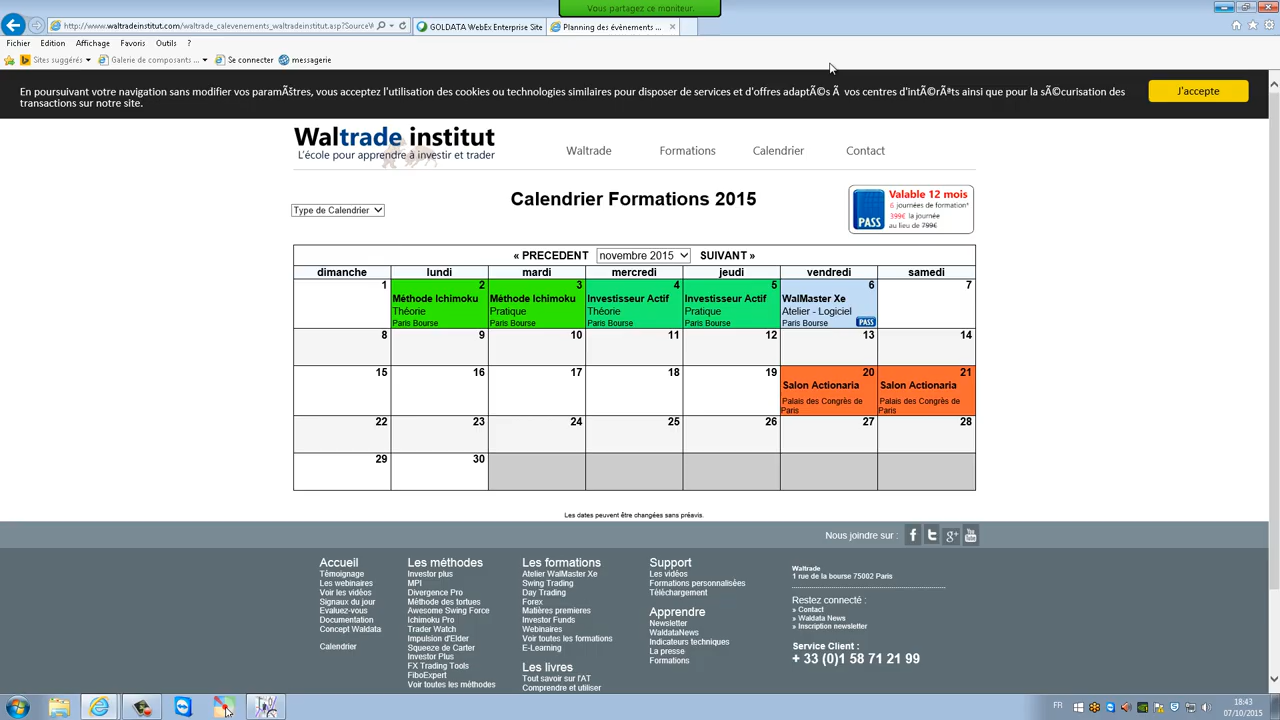 Vous partagez ce moniteur.
http://www.waltradeinstitut.com/waltrade_calevenements_waltradeinstitut.asp?Source
GOLDATA WebEx Enterprise Site
Planning des évènements ...
Fichier Edition Affichage Favoris Outils ?
Sites suggérés Galerie de composants ... Se connecter messagerie
En poursuivant votre navigation sans modifier vos paramÃštres, vous acceptez l'utilisation des cookies ou technologies similaires pour disposer de services et d'offres adaptÃ©s Ã vos centres d'intÃ©rÃªts ainsi que pour la sÃ©curisation des
transactions sur notre site.
J'accepte
Waltrade institut
L'école pour apprendre à investir et trader
Waltrade Formations Calendrier Contact
Type de Calendrier
Calendrier Formations 2015
Valable 12 mois
6 journées de formation*
399€ la journée
au lieu de 799€
PASS
« PRECEDENT novembre 2015 SUIVANT »
dimanche lundi mardi mercredi jeudi vendredi samedi
1 2 3 4 5 6 7
Méthode Ichimoku Méthode Ichimoku Investisseur Actif Investisseur Actif WalMaster Xe
Théorie Pratique Théorie Pratique Atelier - Logiciel
Paris Bourse Paris Bourse Paris Bourse Paris Bourse Paris Bourse PASS
8 9 10 11 12 13 14
15 16 17 18 19 20 21
Salon Actionaria Salon Actionaria
Palais des Congrès de Palais des Congrès de
Paris Paris
22 23 24 25 26 27 28
29 30
Les dates peuvent être changées sans préavis.
Nous joindre sur : f t g+ You Tube
Accueil
Témoignage
Les webinaires
Voir les vidéos
Signaux du jour
Evaluez-vous
Documentation
Concept Waldata
Calendrier
Les méthodes
Investor plus
MPI
Divergence Pro
Méthode des tortues
Awesome Swing Force
Ichimoku Pro
Trader Watch
Impulsion d'Elder
Squeeze de Carter
Investor Plus
FX Trading Tools
FiboExpert
Voir toutes les méthodes
Les formations
Atelier WalMaster Xe
Swing Trading
Day Trading
Forex
Matières premieres
Investor Funds
Webinaires
Voir toutes les formations
E-Learning
Les livres
Tout savoir sur l'AT
Comprendre et utiliser
Support
Les vidéos
Formations personnalisées
Téléchargement
Apprendre
Newsletter
WaldataNews
Indicateurs techniques
La presse
Formations
Waltrade
1 rue de la bourse 75002 Paris
Restez connecté :
» Contact
» Waldata News
» Inscription newsletter
Service Client :
+ 33 (0)1 58 71 21 99
FR
18:43
07/10/2015